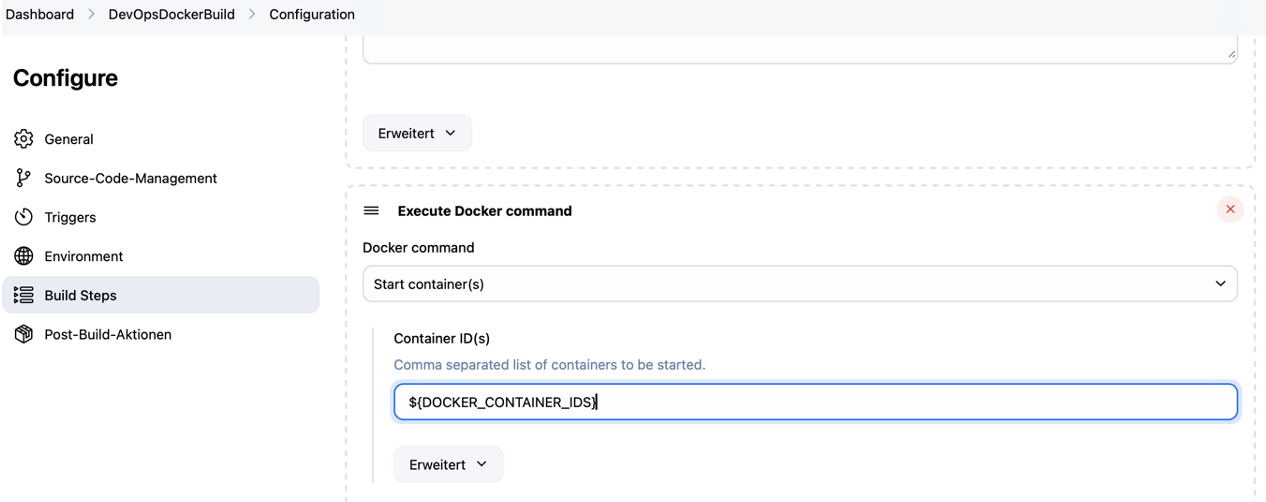 Dashboard > DevOpsDockerBuild > Configuration
Configure
General
Source-Code-Management
Triggers
Environment
Build Steps
Post-Build-Aktionen
Erweitert
Execute Docker command
Docker command
Start container(s)
Container ID(s)
Comma separated list of containers to be started.
${DOCKER_CONTAINER_IDS}
Erweitert